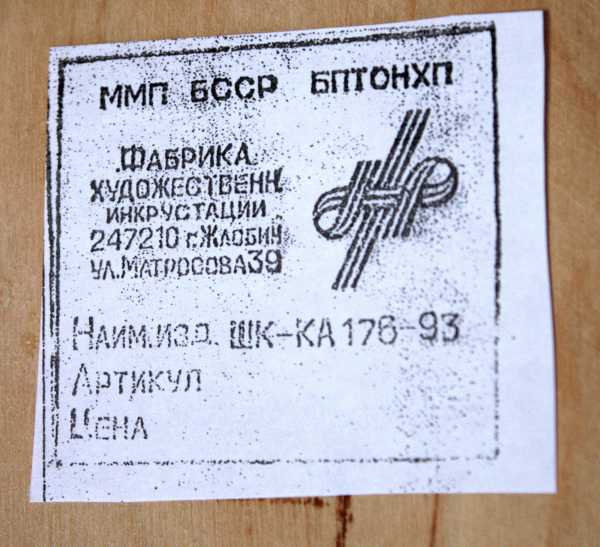 ММП БССР БПТОНХП
ФАБРИКА
ХУДОЖЕСТВЕНН.
ИНКРУСТАЦИИ
247210 г.ЖЛОБИН
УЛ.МАТРОСОВА 39
НАИМ.ИЗД. ШК-КА 176-93
АРТИКУЛ
ЦЕНА